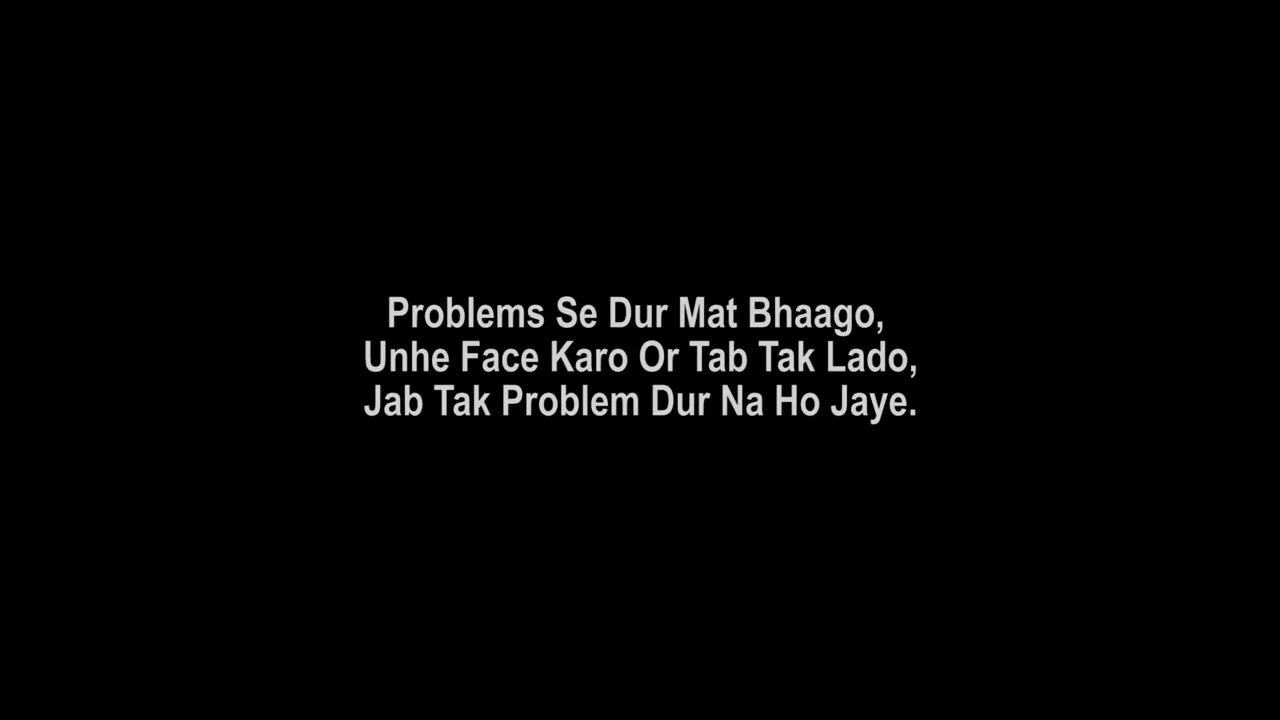 Problems Se Dur Mat Bhaago,
Unhe Face Karo Or Tab Tak Lado,
Jab Tak Problem Dur Na Ho Jaye.